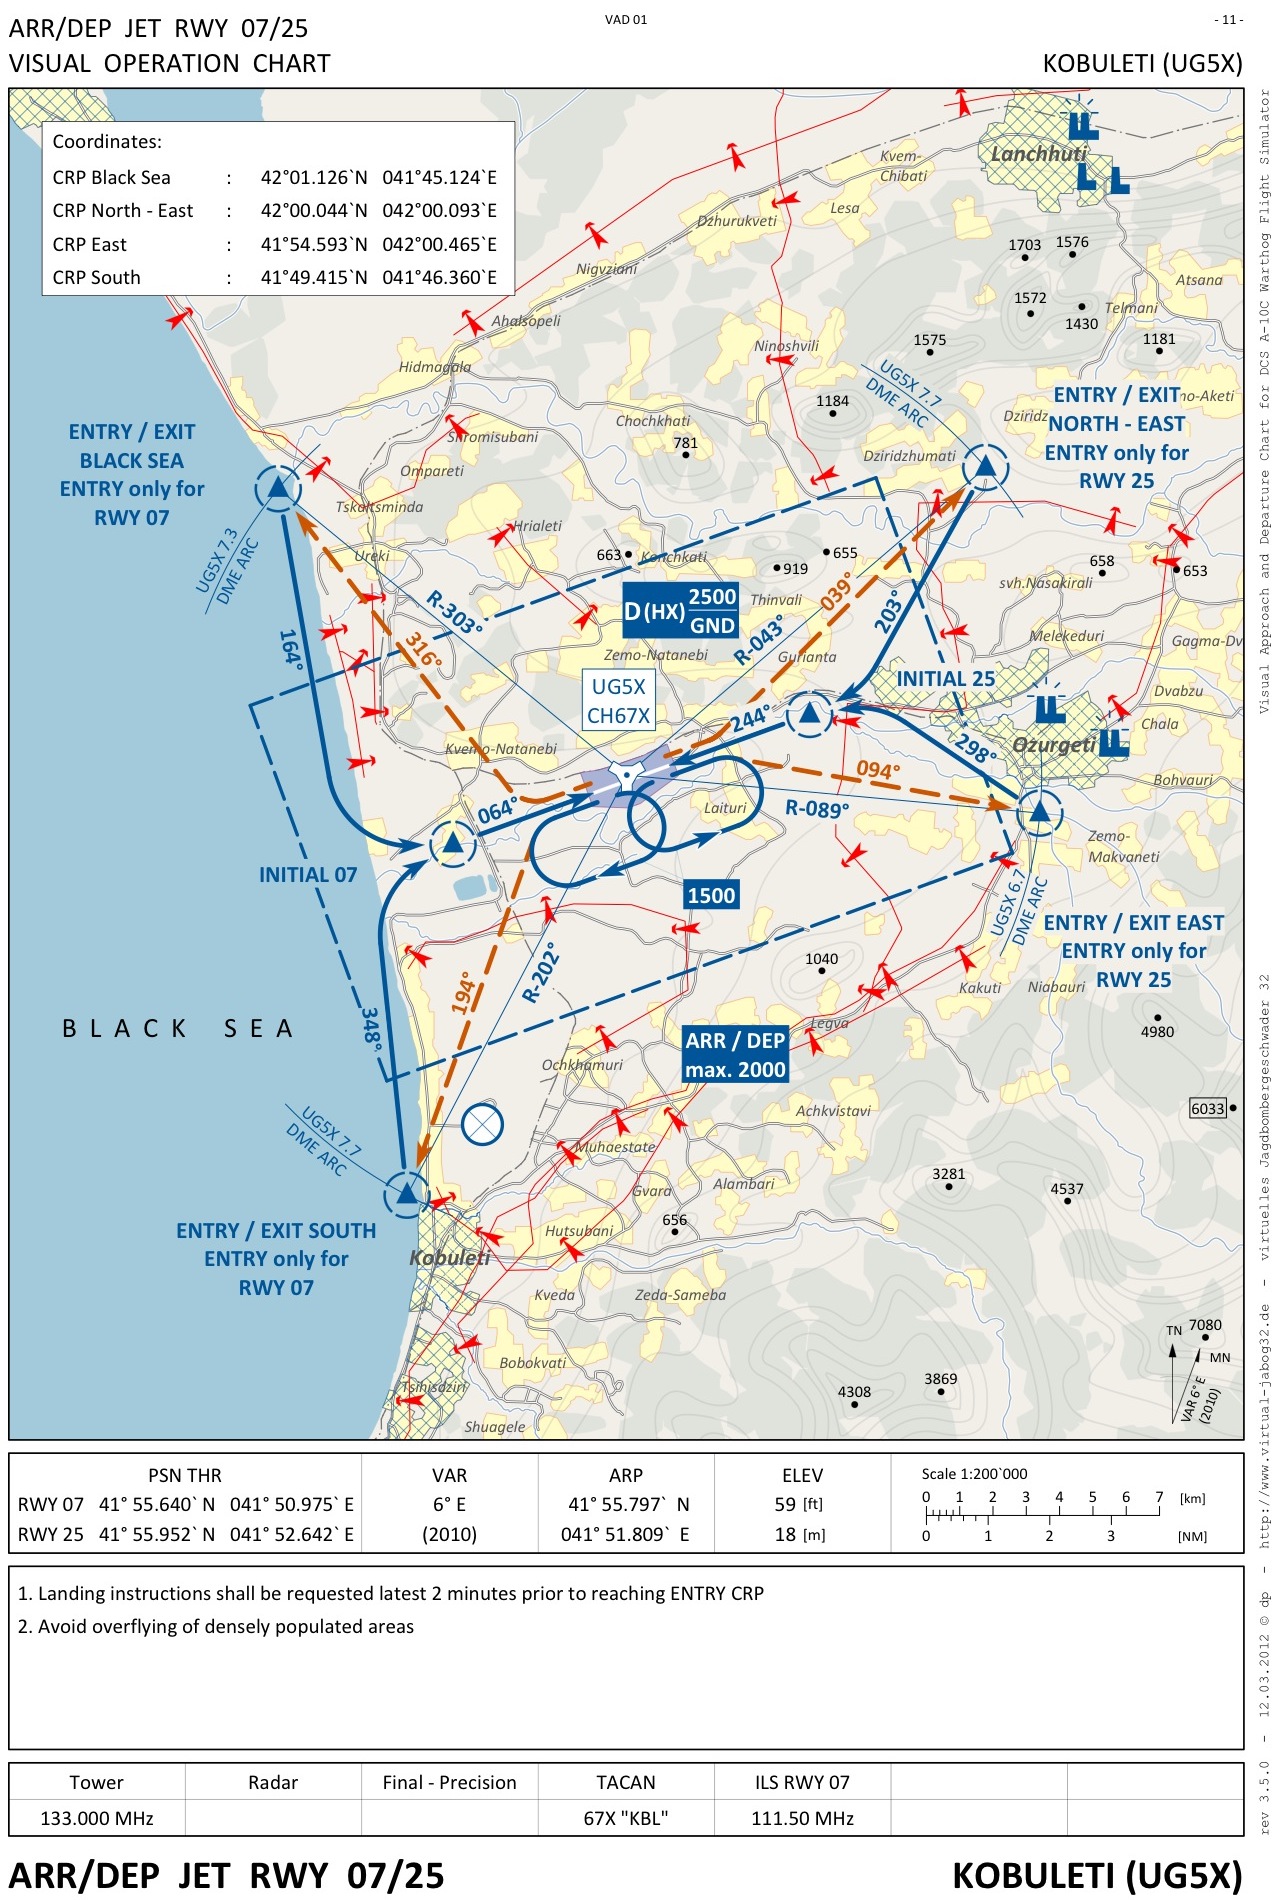 ARR/DEP JET RWY 07/25
VAD 01
- 11 -
VISUAL OPERATION CHART
KOBULETI (UG5X)
Coordinates:
CRP Black Sea : 42°01.126`N 041°45.124`E
CRP North - East : 42°00.044`N 042°00.093`E
CRP East : 41°54.593`N 042°00.465`E
CRP South : 41°49.415`N 041°46.360`E
Lanchhuti
Kvem-
Chibati
Lesa
Dzhurukveti
Nigvziani
Ahalsopeli
Hidmagala
1703
1576
1572
1430
Atsana
Telmani
1575
1181
Ninoshvili
UG5X 7.7
DME ARC
1184
ENTRY / EXIT
NORTH - EAST
ENTRY only for
RWY 25
no-Aketi
Dziridz
Chochkhati
781
Dziridzhumati
Shromisubani
Ompareti
ENTRY / EXIT
BLACK SEA
ENTRY only for
RWY 07
Tskaltsminda
Hrialeti
Ureki
UG5X 7.3
DME ARC
663
Konchkati
655
919
658
653
svh.Nasakirali
Thinvali
D(HX) 2500
GND
039°
203°
R-303°
R-043°
316°
164°
Melekeduri
Gagma-Dv
Zemo-Natanebi
Gurianta
INITIAL 25
Dvabzu
Chala
UG5X
CH67X
244°
298°
Ozurgeti
Kvemo-Natanebi
094°
Bohvauri
064°
Laituri
R-089°
Zemo-
Makvaneti
INITIAL 07
1500
UG5X 6.7
DME ARC
ENTRY / EXIT EAST
ENTRY only for
RWY 25
1040
Kakuti
Niabauri
R-202°
194°
348°
BLACK SEA
Legva
4980
ARR / DEP
max. 2000
Ochkhamuri
6033
Achkvistavi
UG5X 7.7
DME ARC
Muhaestate
Gvara
Alambari
3281
4537
656
Hutsubani
ENTRY / EXIT SOUTH
ENTRY only for
RWY 07
Kobuleti
Kveda
Zeda-Sameba
7080
TN
MN
VAR 6° E
(2010)
Bobokvati
Tsihisdziri
3869
4308
Shuagele
PSN THR
RWY 07 41° 55.640` N 041° 50.975` E
RWY 25 41° 55.952` N 041° 52.642` E
VAR
6° E
(2010)
ARP
41° 55.797` N
041° 51.809` E
ELEV
59 [ft]
18 [m]
Scale 1:200`000
0 1 2 3 4 5 6 7 [km]
0 1 2 3 [NM]
1. Landing instructions shall be requested latest 2 minutes prior to reaching ENTRY CRP
2. Avoid overflying of densely populated areas
Tower Radar Final - Precision TACAN ILS RWY 07
133.000 MHz 67X "KBL" 111.50 MHz
ARR/DEP JET RWY 07/25
KOBULETI (UG5X)
rev 3.5.0 - 12.03.2012 © dp - http://www.virtual-jabog32.de - virtuelles Jagdbombergeschwader 32
Visual Approach and Departure Chart for DCS A-10C Warthog Flight Simulator